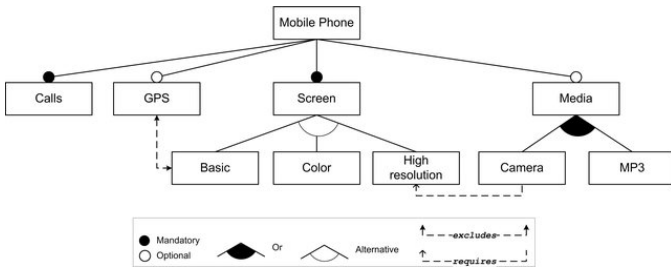 Mobile Phone
Calls
GPS
Screen
Media
Basic
Color
High
resolution
Camera
MP3
Mandatory
Optional
Or
Alternative
excludes
requires